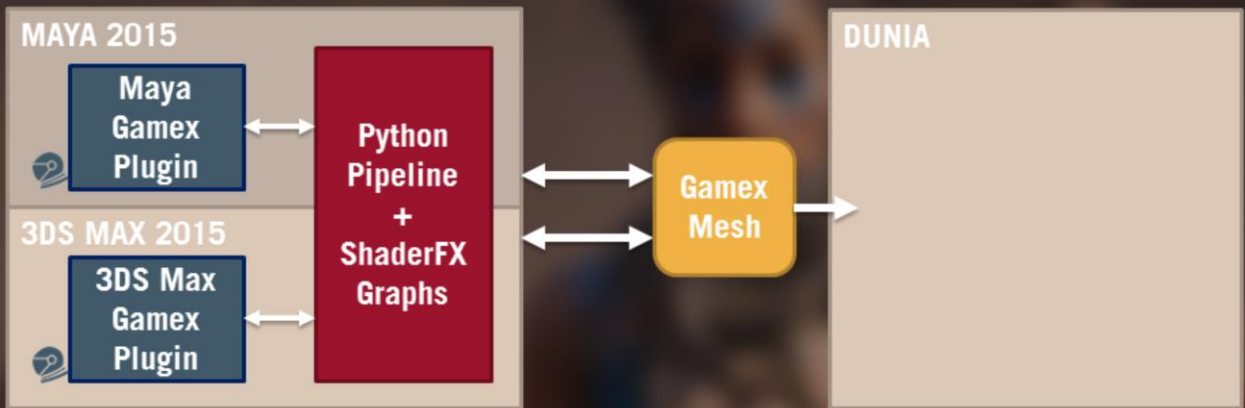 MAYA 2015
Maya
Gamex
Plugin
3DS MAX 2015
3DS Max
Gamex
Plugin
Python
Pipeline
+
ShaderFX
Graphs
Gamex
Mesh
DUNIA